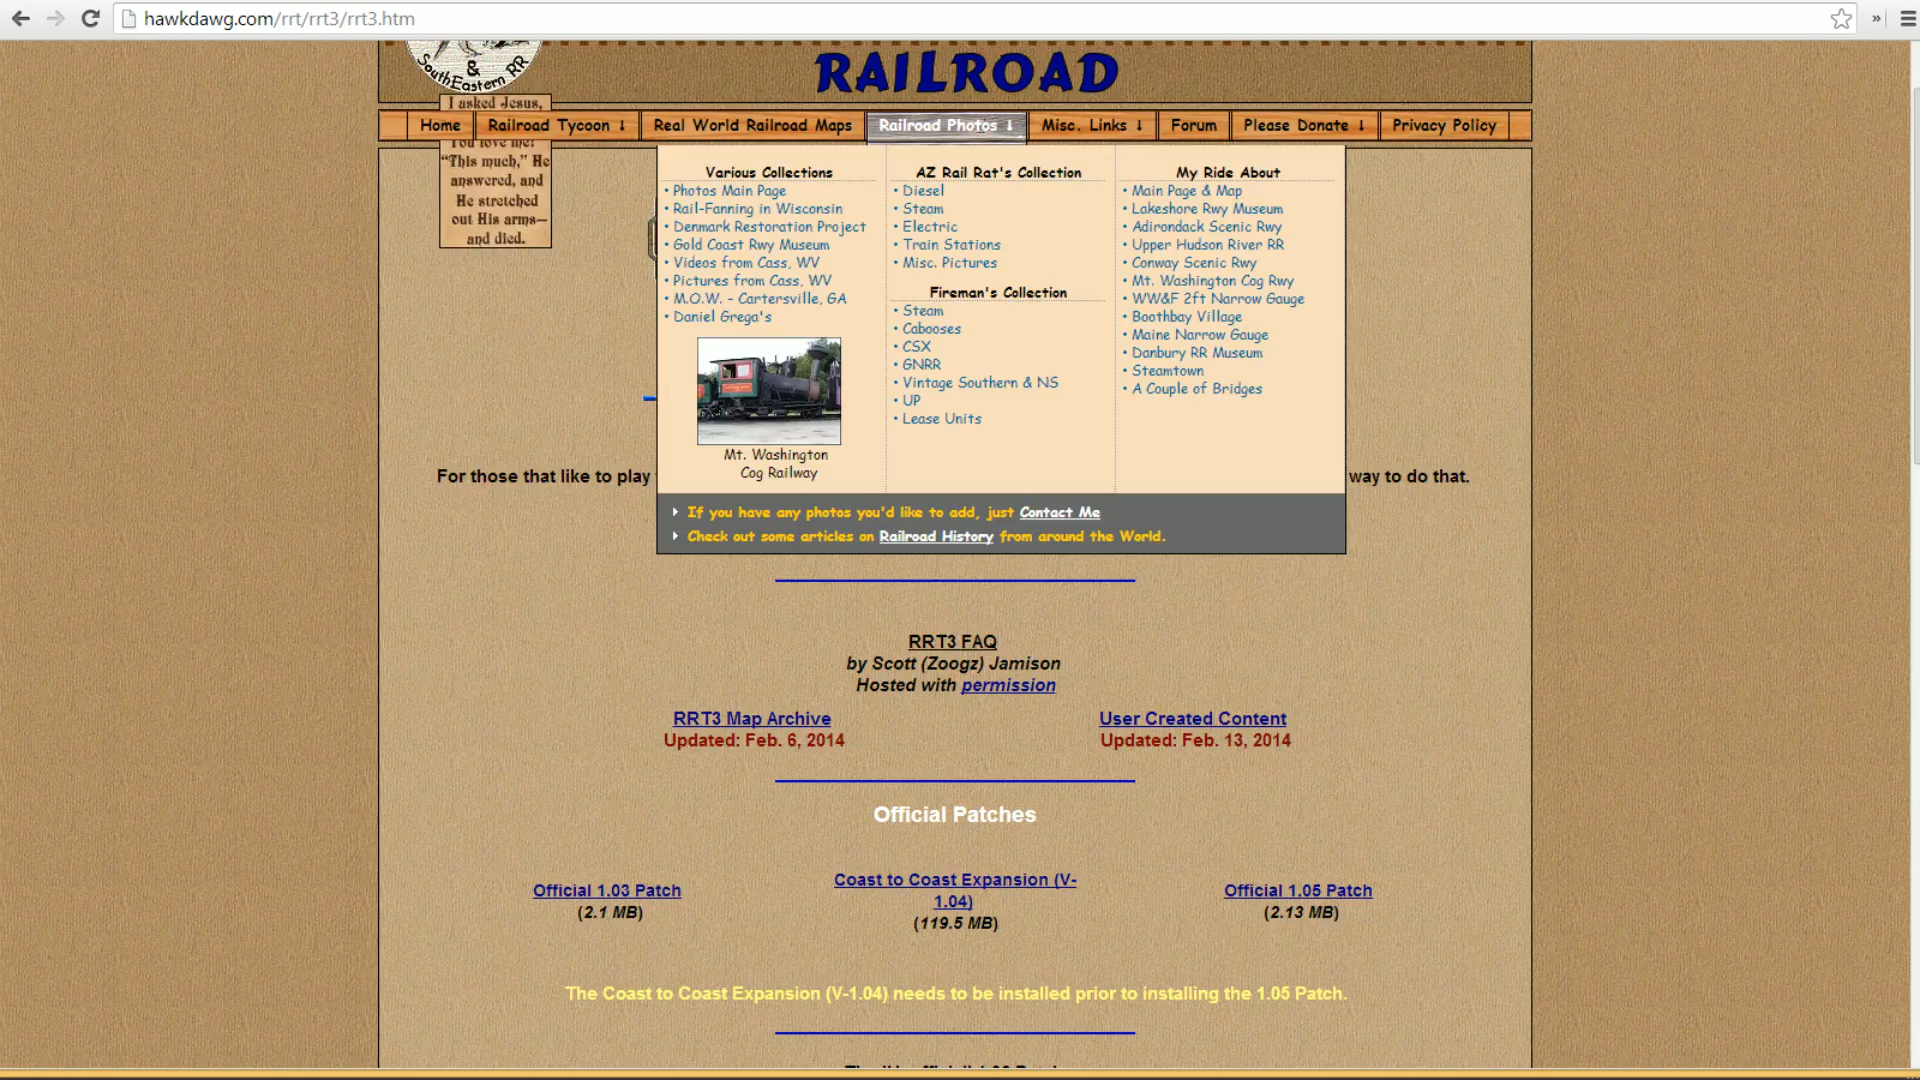 hawkdawg.com/rrt/rrt3/rrt3.htm
&
SouthEastern RR
RAILROAD
I asked Jesus,
Home
Railroad Tycoon ↓
Real World Railroad Maps
Railroad Photos ↓
Misc. Links ↓
Forum
Please Donate ↓
Privacy Policy
You love me?
"This much," He
answered, and
He stretched
out His arms—
and died.
Various Collections
• Photos Main Page
• Rail-Fanning in Wisconsin
• Denmark Restoration Project
• Gold Coast Rwy Museum
• Videos from Cass, WV
• Pictures from Cass, WV
• M.O.W. - Cartersville, GA
• Daniel Grega's
Mt. Washington
Cog Railway
AZ Rail Rat's Collection
• Diesel
• Steam
• Electric
• Train Stations
• Misc. Pictures
Fireman's Collection
• Steam
• Cabooses
• CSX
• GNRR
• Vintage Southern & NS
• UP
• Lease Units
My Ride About
• Main Page & Map
• Lakeshore Rwy Museum
• Adirondack Scenic Rwy
• Upper Hudson River RR
• Conway Scenic Rwy
• Mt. Washington Cog Rwy
• WW&F 2ft Narrow Gauge
• Boothbay Village
• Maine Narrow Gauge
• Danbury RR Museum
• Steamtown
• A Couple of Bridges
For those that like to play
way to do that.
If you have any photos you'd like to add, just Contact Me
Check out some articles on Railroad History from around the World.
RRT3 FAQ
by Scott (Zoogz) Jamison
Hosted with permission
RRT3 Map Archive
Updated: Feb. 6, 2014
User Created Content
Updated: Feb. 13, 2014
Official Patches
Official 1.03 Patch
(2.1 MB)
Coast to Coast Expansion (V-
1.04)
(119.5 MB)
Official 1.05 Patch
(2.13 MB)
The Coast to Coast Expansion (V-1.04) needs to be installed prior to installing the 1.05 Patch.